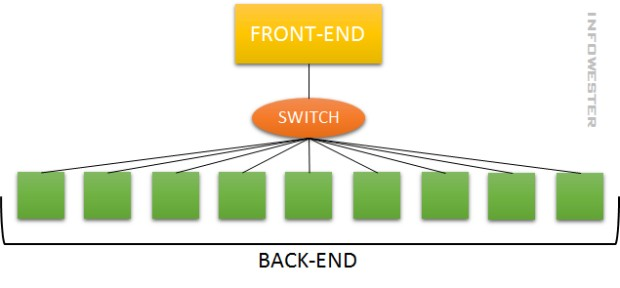 FRONT-END
INFOWESTER
SWITCH
BACK-END